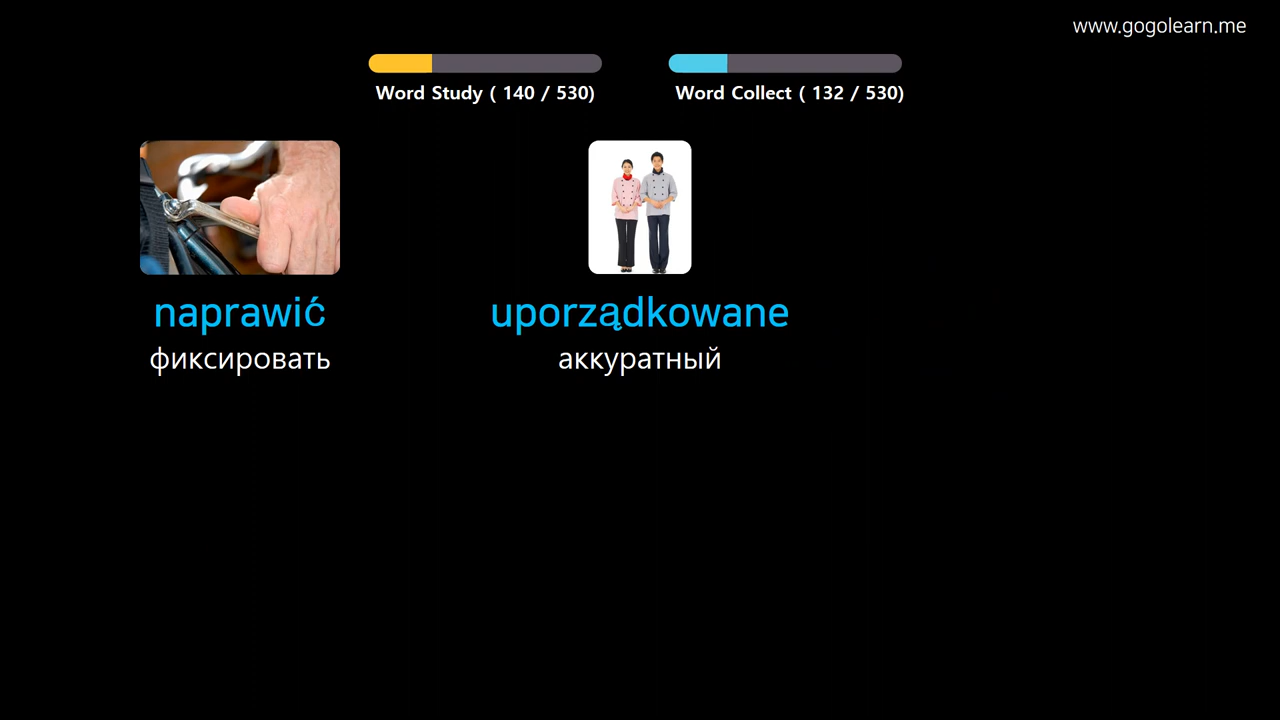 www.gogolearn.me
Word Study ( 140 / 530)
Word Collect ( 132 / 530)
naprawić
фиксировать
uporządkowane
аккуратный